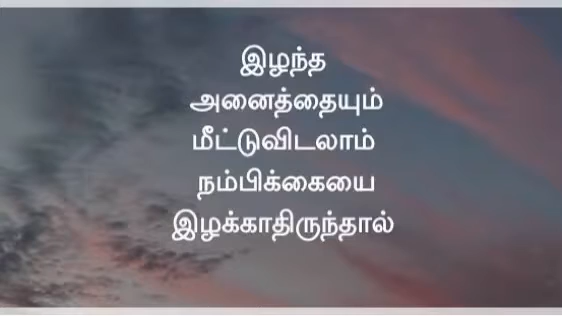 இழந்த
அனைத்தையும்
மீட்டுவிடலாம்
நம்பிக்கையை
இழக்காதிருந்தால்